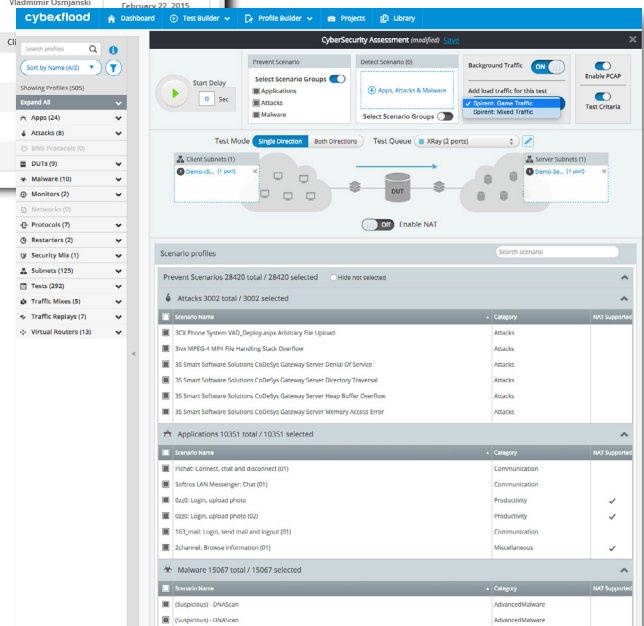 Vladimimir Osmjanski
February 22, 2015
Cli
cyberflood
Dashboard
Test Builder
Profile Builder
Projects
Library
CyberSecurity Assessment (modified) Save
Search profiles
Sort by Name (A/Z)
Showing Profiles (585)
Expand All
Apps (24)
Attacks (8)
DNS Protocols (0)
DUTs (9)
Malware (10)
Monitors (2)
Networks (0)
Protocols (7)
Restarters (2)
Security Mix (1)
Subnets (125)
Tests (292)
Traffic Mixes (5)
Traffic Replays (7)
Virtual Routers (13)
Start Delay
0 Sec
Prevent Scenario
Select Scenario Groups
Applications
Attacks
Malware
Detect Scenario (0)
Apps, Attacks & Malware
Select Scenario Groups
Background Traffic ON
Add load traffic for this test
Spirent: Game Traffic
Spirent: Mixed Traffic
Enable PCAP
Test Criteria
Test Mode Single Direction Both Directions
Test Queue XRay (2 ports)
Client Subnets (1)
Demo-cli... (1 port)
DUT
Server Subnets (1)
Demo-Se... (1 port)
Off Enable NAT
Scenario profiles
Search scenario
Prevent Scenarios 28420 total / 28420 selected Hide not selected
Attacks 3002 total / 3002 selected
Scenario Name Category NAT Supported
3CX Phone System VAD_Deploy.aspx Arbitrary File Upload Attacks
3ivx MPEG-4 MP4 File Handling Stack Overflow Attacks
3S Smart Software Solutions CoDeSys Gateway Server Denial Of Service Attacks
3S Smart Software Solutions CoDeSys Gateway Server Directory Traversal Attacks
3S Smart Software Solutions CoDeSys Gateway Server Heap Buffer Overflow Attacks
3S Smart Software Solutions CoDeSys Gateway Server Memory Access Error Attacks
Applications 10351 total / 10351 selected
Scenario Name Category NAT Supported
Pichat: Connect, chat and disconnect (01) Communication
Softros LAN Messenger: Chat (01) Communication
0zz0: Login, upload photo Productivity
0zz0: Login, upload photo (02) Productivity
163_mail: Login, send mail and logout (01) Communication
2channel: Browse information (01) Miscellaneous
Malware 15067 total / 15067 selected
Scenario Name Category NAT Supported
(Suspicious) - DNAScan AdvancedMalware
(Suspicious) - DNAScan AdvancedMalware